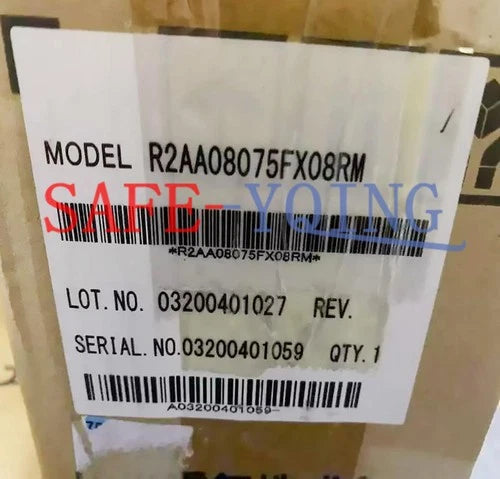 MODEL R2AA08075FX08RM
SAFE-YQING
*R2AA08075FX08RM*
LOT.NO. 03200401027 REV.
SERIAL.NO.03200401059 QTY.1
A03200401059-